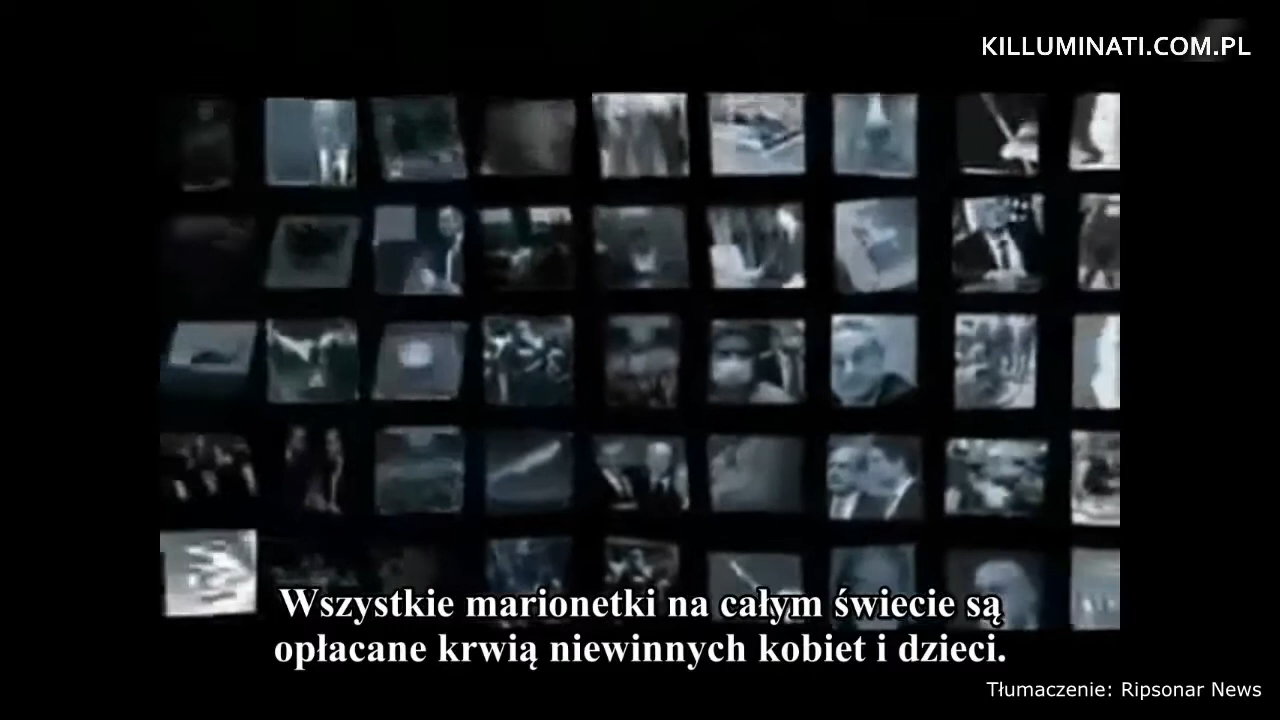 KILLUMINATI.COM.PL
Wszystkie marionetki na całym świecie są
opłacane krwią niewinnych kobiet i dzieci.
Tłumaczenie: Ripsonar News